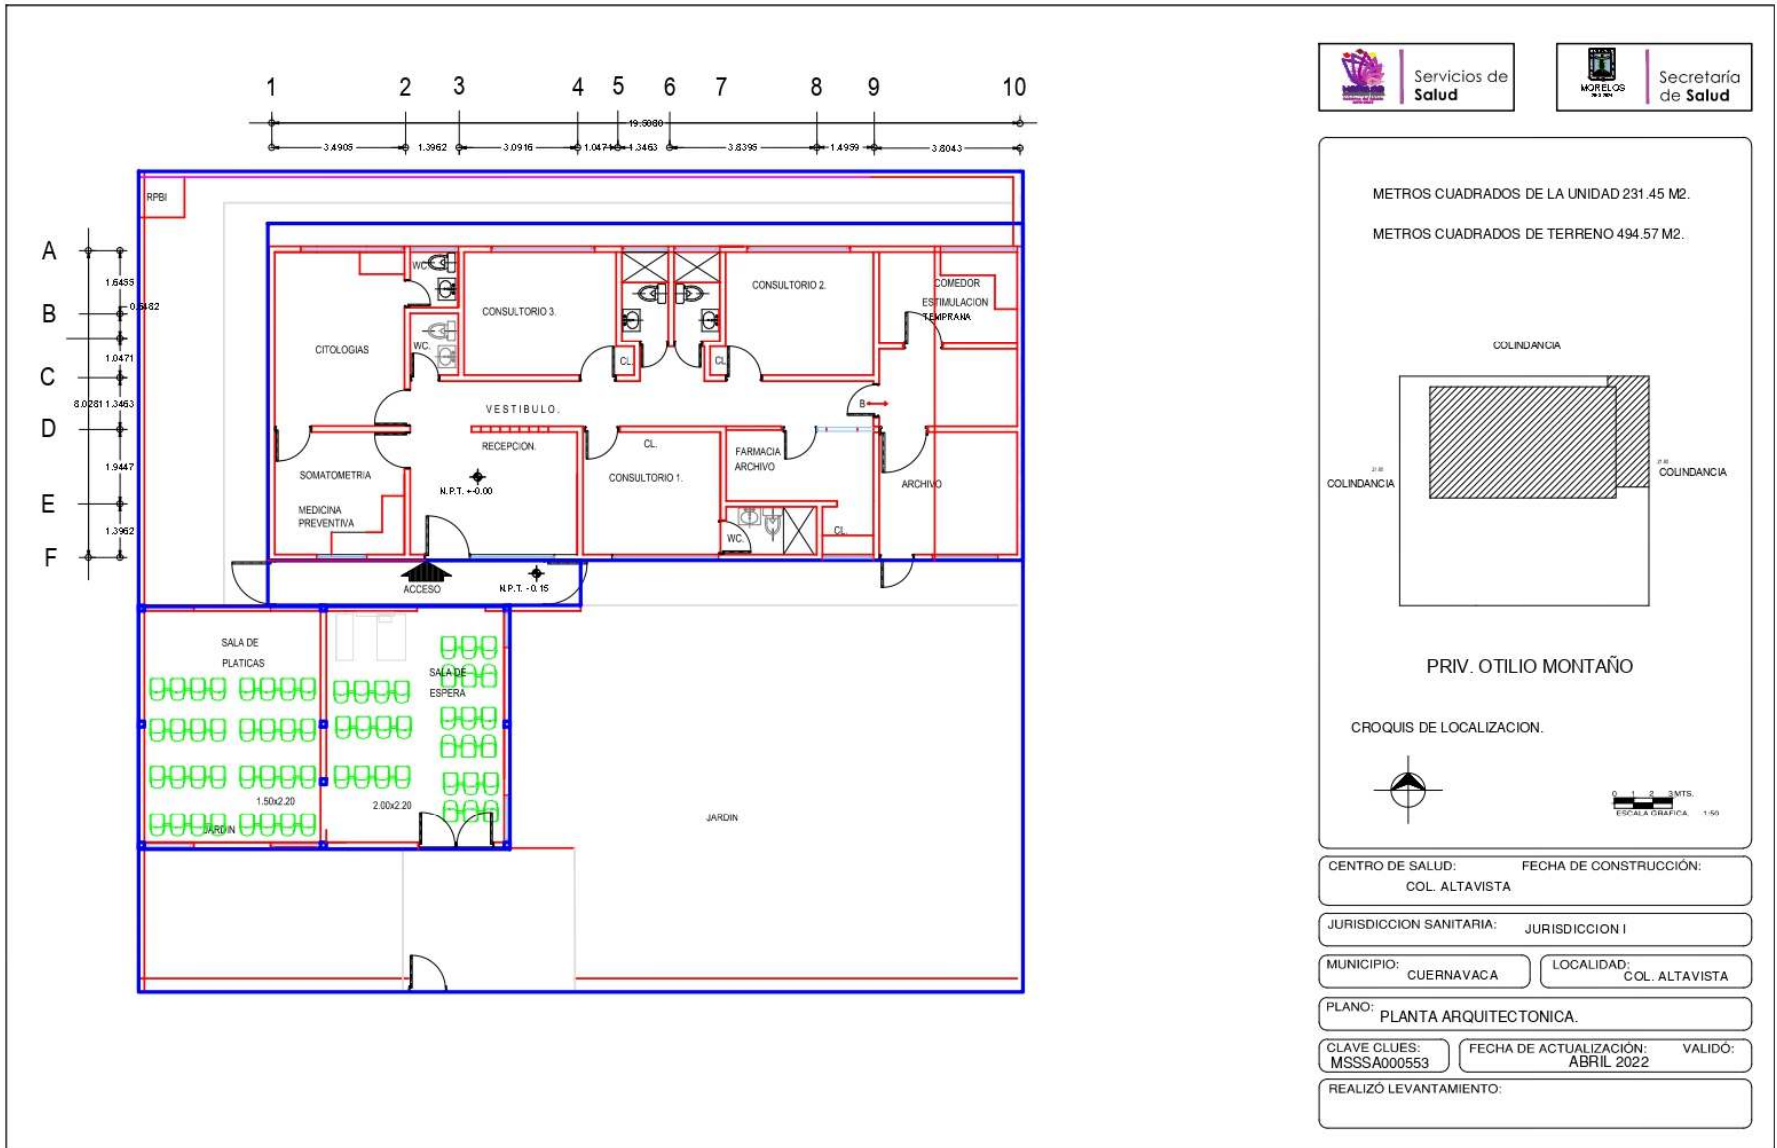 1 2 3 4 5 6 7 8 9 10
19.5060
3.4905 1.3962 3.0916 1.0471 1.3463 3.8395 1.4959 3.8043
Servicios de
Salud
MORELOS
Secretaría
de Salud
METROS CUADRADOS DE LA UNIDAD 231.45 M2.
METROS CUADRADOS DE TERRENO 494.57 M2.
RPBI
A
B
C
D
E
F
1.0471
8.0281
1.3463
1.9447
1.3962
WC.
CONSULTORIO 3.
CONSULTORIO 2.
COMEDOR
ESTIMULACION
TEMPRANA
CITOLOGIAS
WC.
CL.
CL.
B
VESTIBULO.
RECEPCION.
CL.
FARMACIA
ARCHIVO
SOMATOMETRIA
N.P.T. +-0.00
CONSULTORIO 1.
ARCHIVO
MEDICINA
PREVENTIVA
WC.
CL.
ACCESO
N.P.T. -0.15
SALA DE
PLATICAS
SALA DE
ESPERA
1.50x2.20
2.00x2.20
JARDIN
JARDIN
COLINDANCIA
COLINDANCIA
COLINDANCIA
PRIV. OTILIO MONTAÑO
CROQUIS DE LOCALIZACION.
0 1 2 3MTS.
ESCALA GRAFICA. 1:50
CENTRO DE SALUD: FECHA DE CONSTRUCCIÓN:
COL. ALTAVISTA
JURISDICCION SANITARIA: JURISDICCION I
MUNICIPIO: CUERNAVACA
LOCALIDAD: COL. ALTAVISTA
PLANO: PLANTA ARQUITECTONICA.
CLAVE CLUES: MSSSA000553
FECHA DE ACTUALIZACIÓN: VALIDÓ:
ABRIL 2022
REALIZÓ LEVANTAMIENTO: